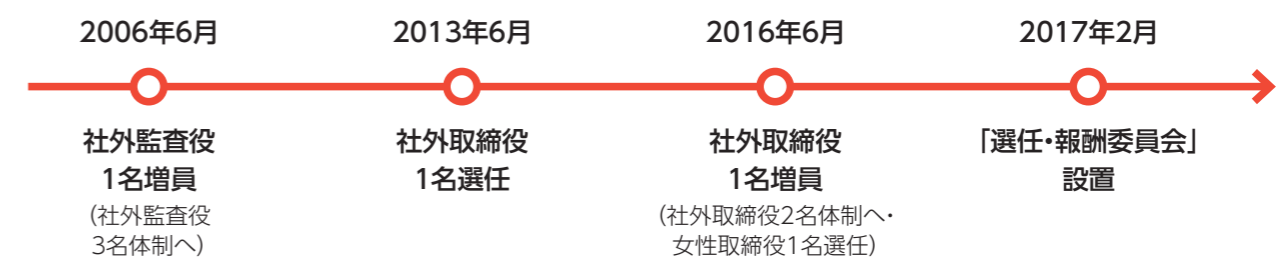 2006年6月
社外監査役
1名増員
（社外監査役
3名体制へ）
2013年6月
社外取締役
1名選任
2016年6月
社外取締役
1名増員
（社外取締役2名体制へ・
女性取締役1名選任）
2017年2月
「選任・報酬委員会」
設置